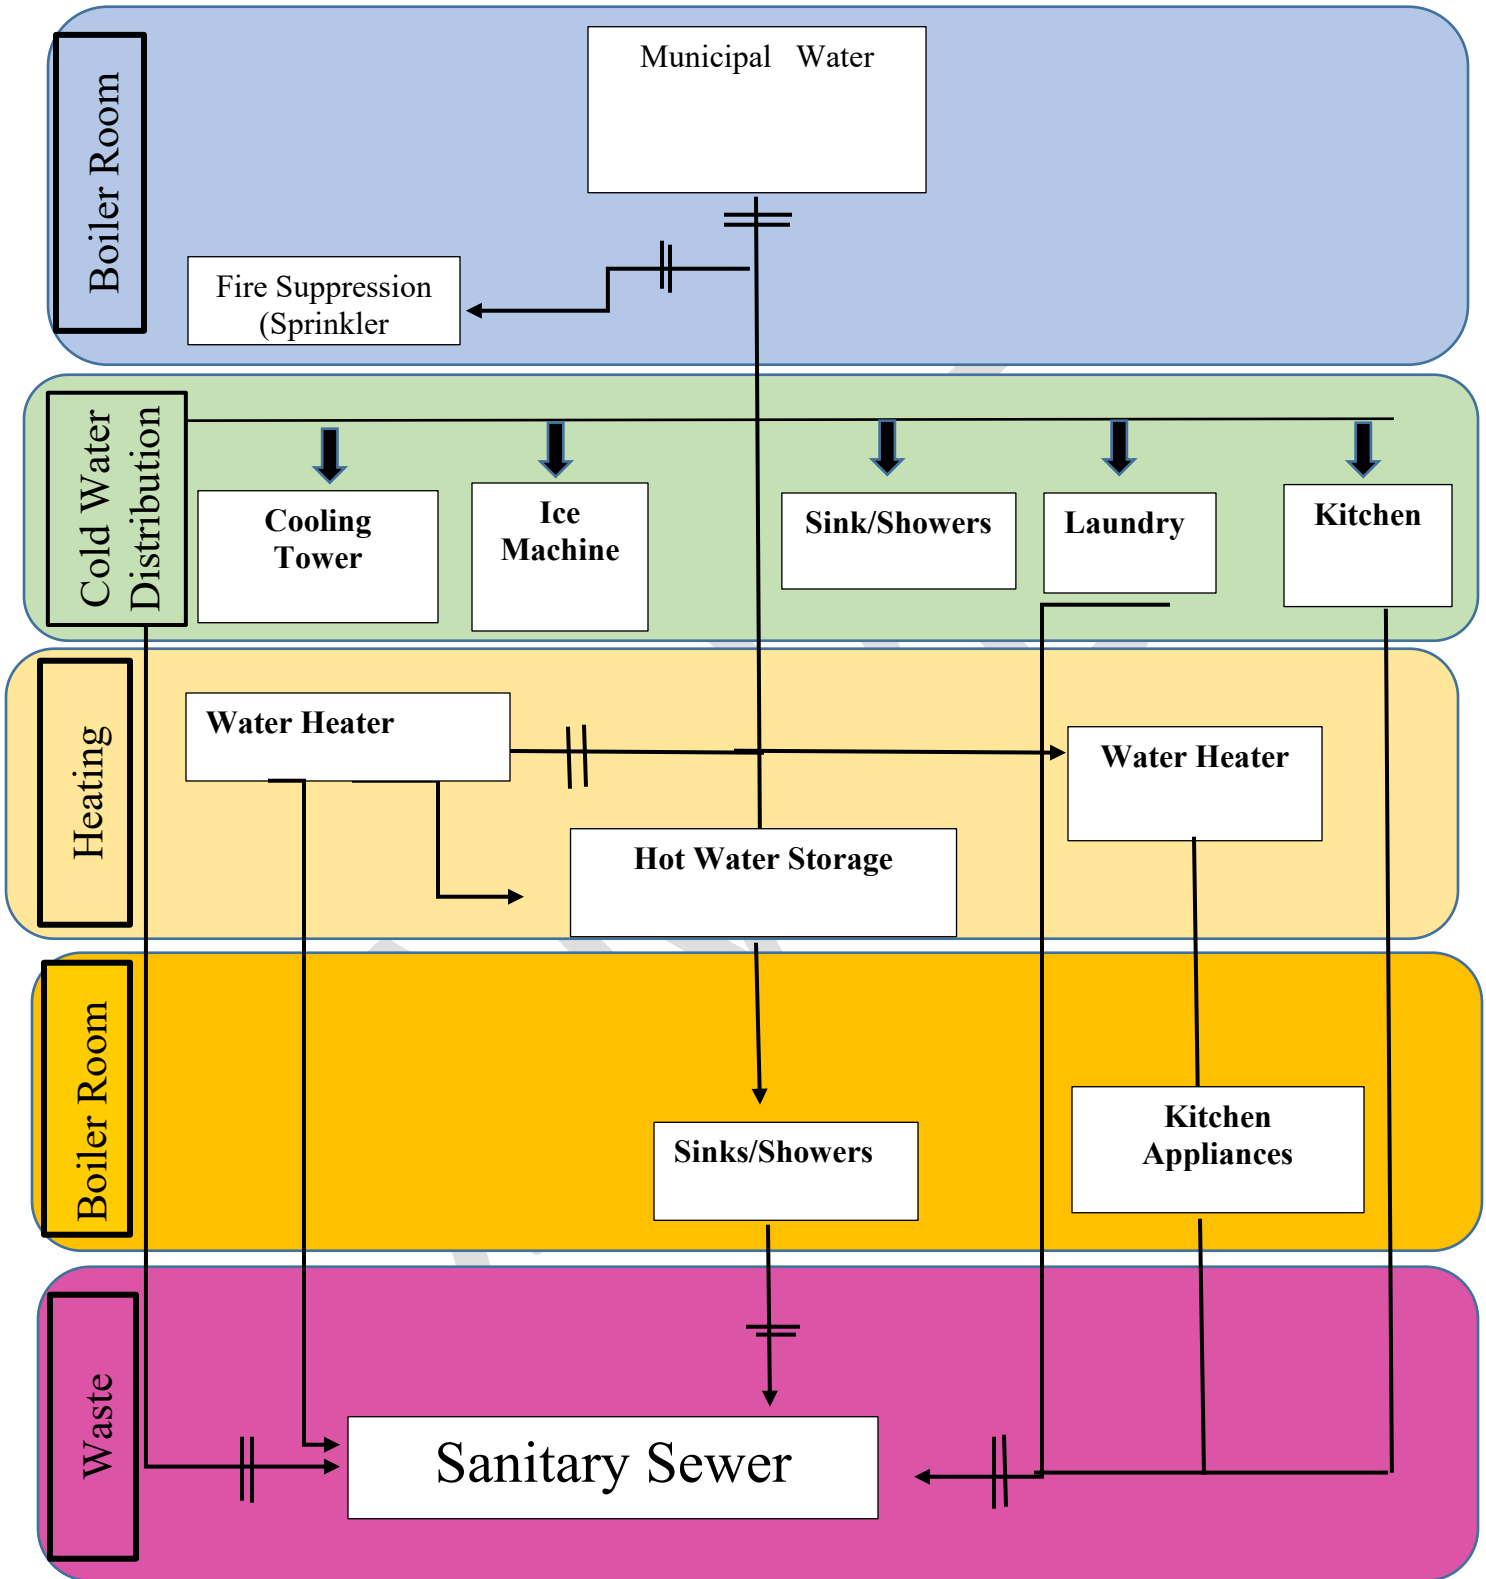 Boiler Room
Municipal Water
Fire Suppression
(Sprinkler
Cold Water
Distribution
Cooling
Tower
Ice
Machine
Sink/Showers
Laundry
Kitchen
Heating
Water Heater
Water Heater
Hot Water Storage
Boiler Room
Sinks/Showers
Kitchen
Appliances
Waste
Sanitary Sewer